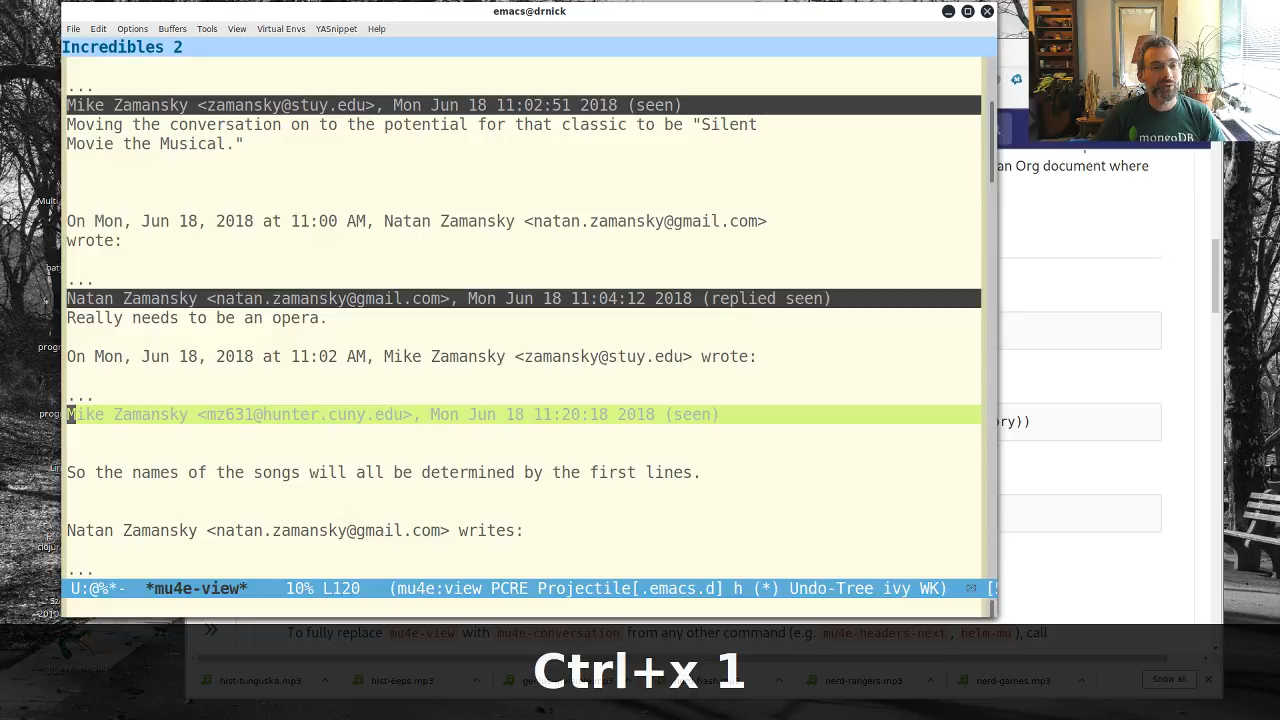 emacs@drnick
File Edit Options Buffers Tools View Virtual Envs YASnippet Help
Incredibles 2
...
Mike Zamansky <zamansky@stuy.edu>, Mon Jun 18 11:02:51 2018 (seen)
Moving the conversation on to the potential for that classic to be "Silent
Movie the Musical."
On Mon, Jun 18, 2018 at 11:00 AM, Natan Zamansky <natan.zamansky@gmail.com>
wrote:
...
Natan Zamansky <natan.zamansky@gmail.com>, Mon Jun 18 11:04:12 2018 (replied seen)
Really needs to be an opera.
On Mon, Jun 18, 2018 at 11:02 AM, Mike Zamansky <zamansky@stuy.edu> wrote:
...
Mike Zamansky <mz631@hunter.cuny.edu>, Mon Jun 18 11:20:18 2018 (seen)
So the names of the songs will all be determined by the first lines.
Natan Zamansky <natan.zamansky@gmail.com> writes:
...
U:@%*- *mu4e-view* 10% L120 (mu4e:view PCRE Projectile[.emacs.d] h (*) Undo-Tree ivy WK)
mongoDB
an Org document where
ory))
To fully replace mu4e-view with mu4e-conversation from any other command (e.g. mu4e-headers-next, helm-mu), call
Ctrl+x 1
hist-tunguska.mp3 hist-6eps.mp3 nerd-rangers.mp3 nerd-games.mp3 Show all